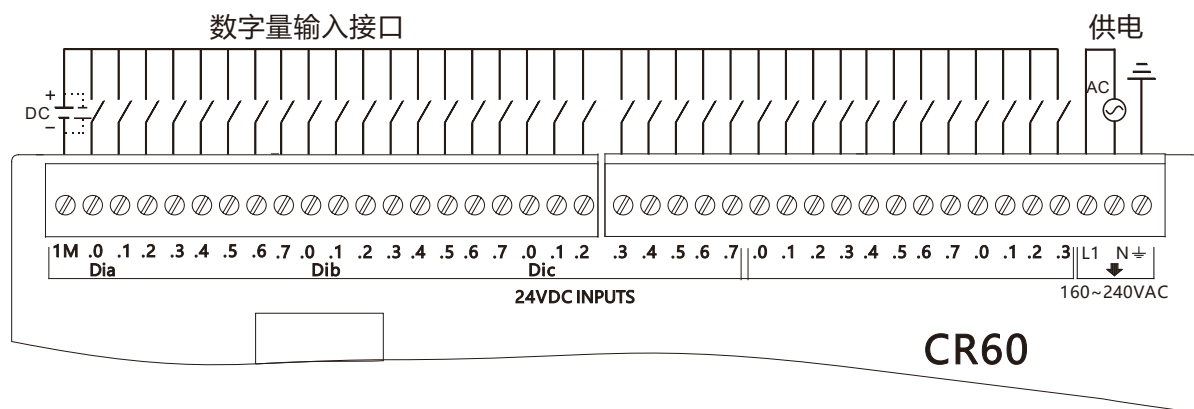 数字量输入接口 供电
+
DC
−
AC
1M .0 .1 .2 .3 .4 .5 .6 .7 .0 .1 .2 .3 .4 .5 .6 .7 .0 .1 .2 .3 .4 .5 .6 .7 .0 .1 .2 .3 .4 .5 .6 .7 .0 .1 .2 .3 L1 N
Dia Dib Dic
24VDC INPUTS
160~240VAC
CR60